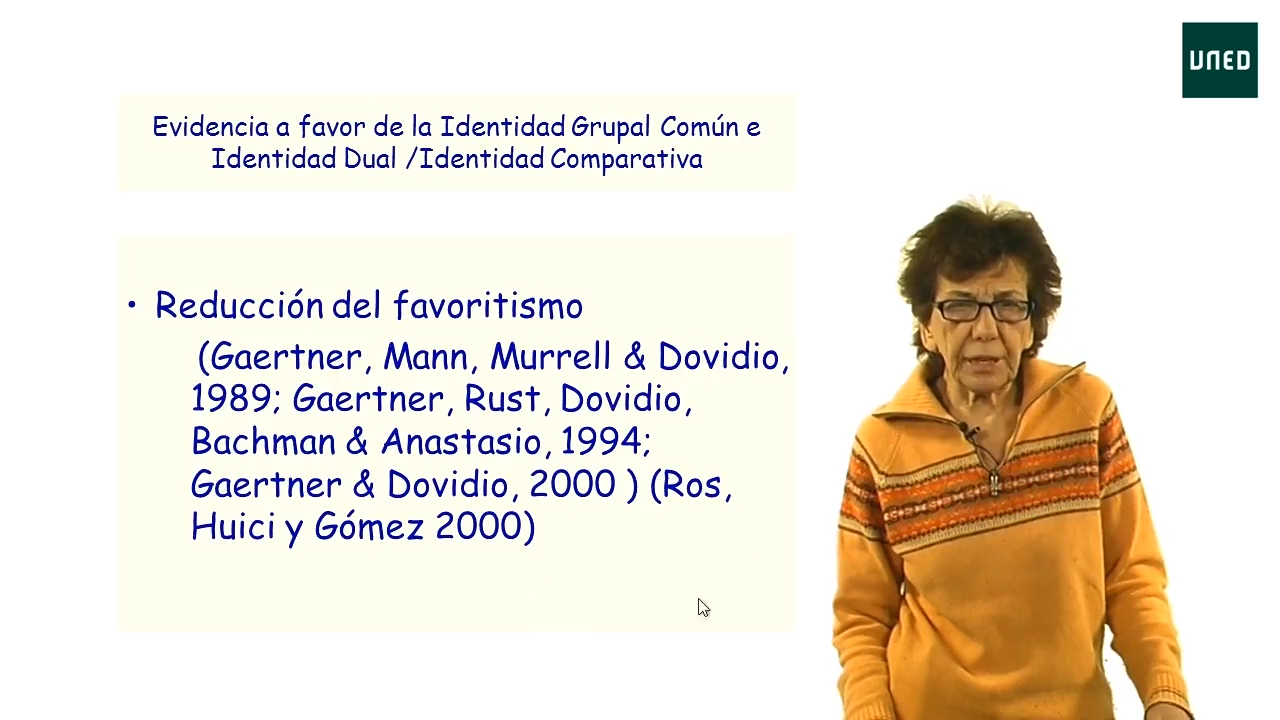 UNED
Evidencia a favor de la Identidad Grupal Común e
Identidad Dual /Identidad Comparativa
• Reducción del favoritismo
(Gaertner, Mann, Murrell & Dovidio,
1989; Gaertner, Rust, Dovidio,
Bachman & Anastasio, 1994;
Gaertner & Dovidio, 2000 ) (Ros,
Huici y Gómez 2000)